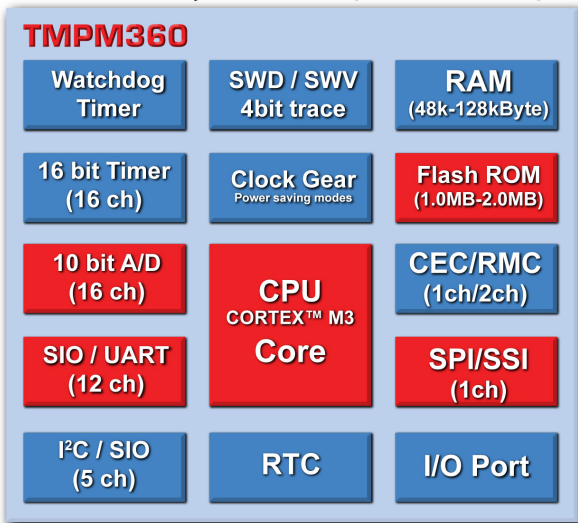 TMPM360
Watchdog
Timer
SWD / SWV
4bit trace
RAM
(48k-128kByte)
16 bit Timer
(16 ch)
Clock Gear
Power saving modes
Flash ROM
(1.0MB-2.0MB)
10 bit A/D
(16 ch)
CPU
CORTEX™ M3
Core
CEC/RMC
(1ch/2ch)
SIO / UART
(12 ch)
SPI/SSI
(1ch)
I²C / SIO
(5 ch)
RTC
I/O Port